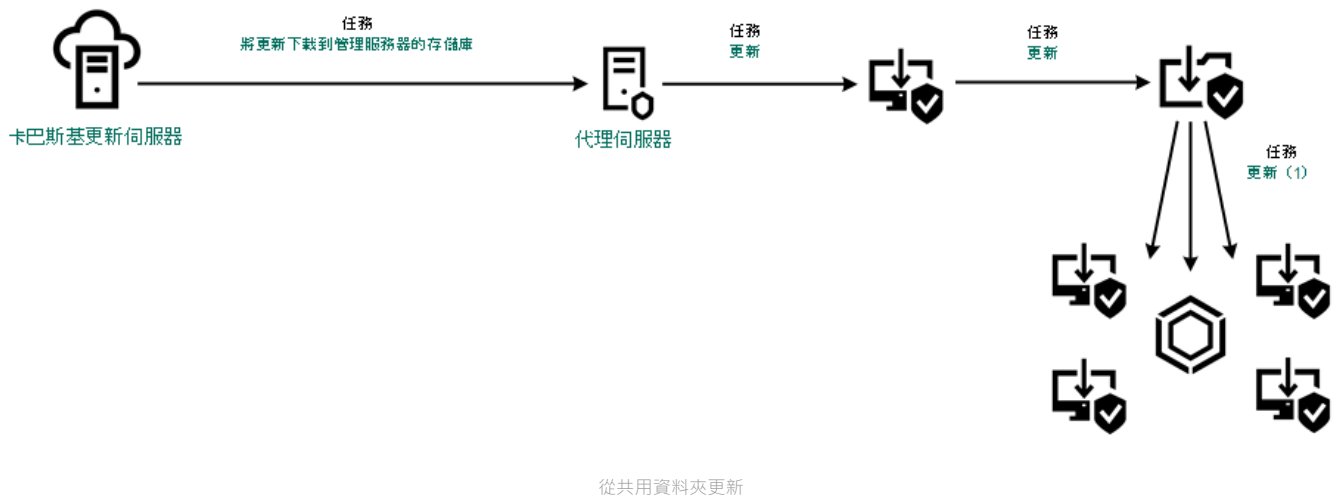 任務
將更新下載到管理服務器的存儲庫
卡巴斯基更新伺服器
代理伺服器
任務
更新
任務
更新
任務
更新（1）
從共用資料夾更新